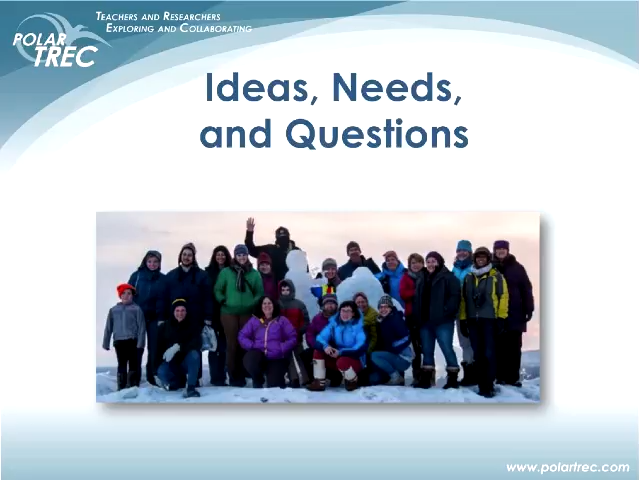 TEACHERS AND RESEARCHERS
EXPLORING AND COLLABORATING
POLAR
TREC
Ideas, Needs,
and Questions
www.polartrec.com